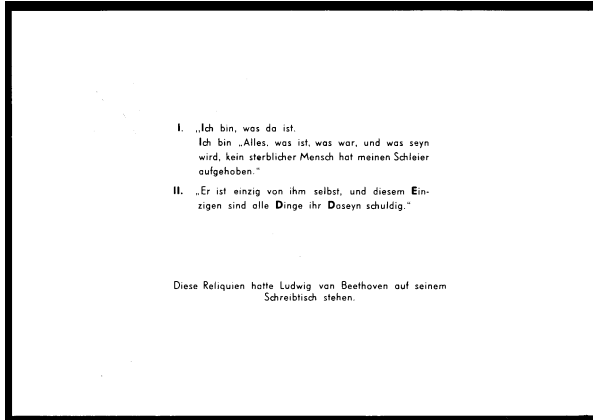 I. „Ich bin, was da ist.
Ich bin „Alles, was ist, was war, und was seyn
wird, kein sterblicher Mensch hat meinen Schleier
aufgehoben."
II. „Er ist einzig von ihm selbst, und diesem Ein-
zigen sind alle Dinge ihr Daseyn schuldig."
Diese Reliquien hatte Ludwig van Beethoven auf seinem
Schreibtisch stehen.